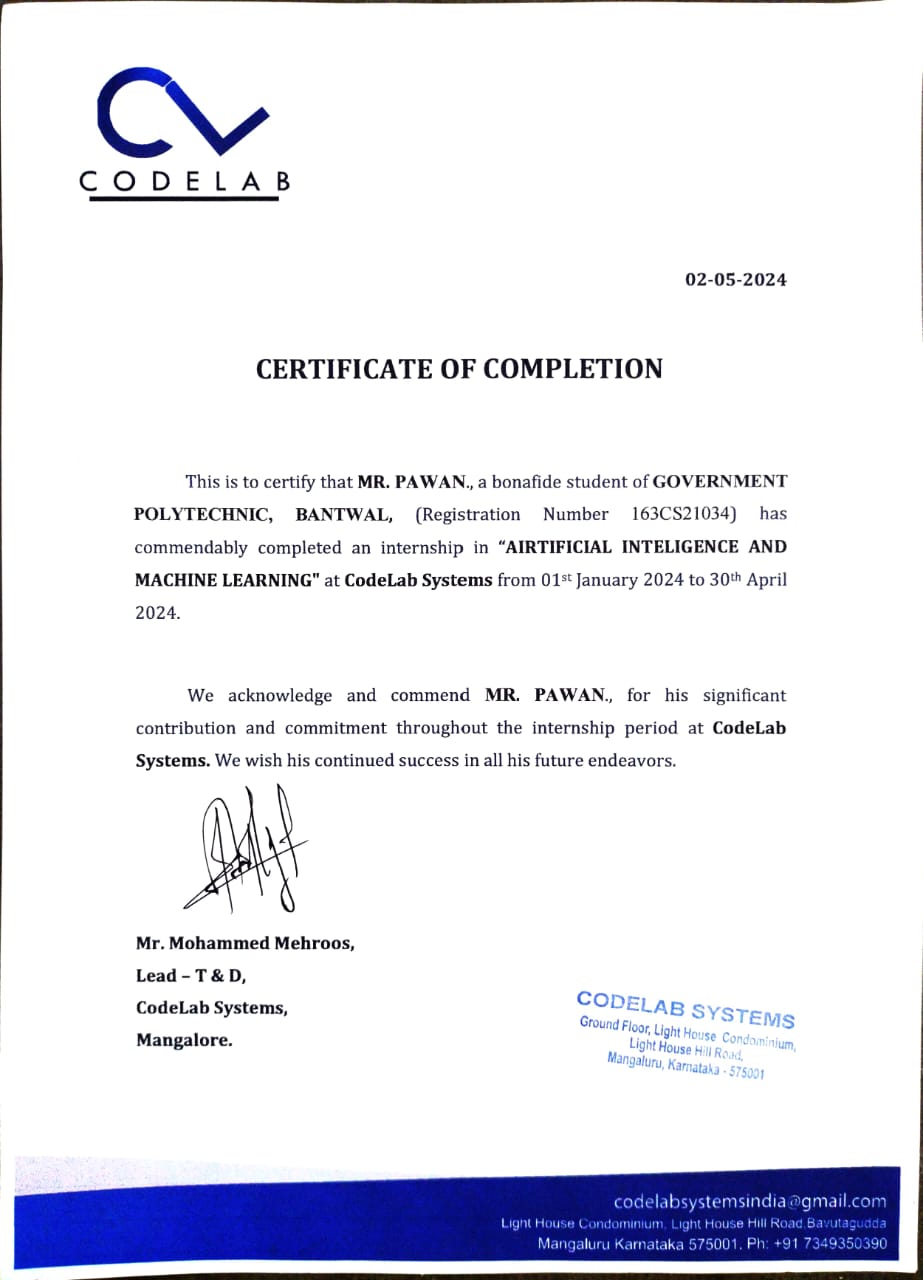 CODELAB
02-05-2024
CERTIFICATE OF COMPLETION
This is to certify that MR. PAWAN., a bonafide student of GOVERNMENT
POLYTECHNIC, BANTWAL, (Registration Number 163CS21034) has
commendably completed an internship in “AIRTIFICIAL INTELIGENCE AND
MACHINE LEARNING" at CodeLab Systems from 01st January 2024 to 30th April
2024.
We acknowledge and commend MR. PAWAN., for his significant
contribution and commitment throughout the internship period at CodeLab
Systems. We wish his continued success in all his future endeavors.
Mr. Mohammed Mehroos,
Lead – T & D,
CodeLab Systems,
Mangalore.
CODELAB SYSTEMS
Ground Floor, Light House Condominium,
Light House Hill Road,
Mangaluru, Karnataka - 575001
codelabsystemsindia@gmail.com
Light House Condominium, Light House Hill Road,Bavutagudda
Mangaluru Karnataka 575001. Ph: +91 7349350390